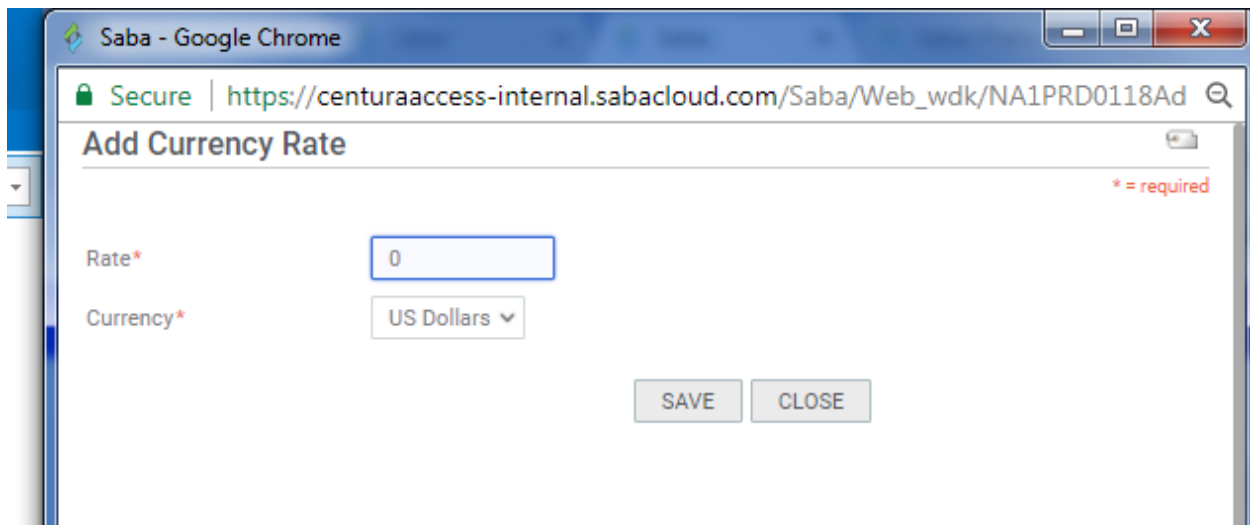 Saba - Google Chrome
Secure | https://centuraaccess-internal.sabacloud.com/Saba/Web_wdk/NA1PRD0118Ad
Add Currency Rate
* = required
Rate* 0
Currency* US Dollars
SAVE CLOSE